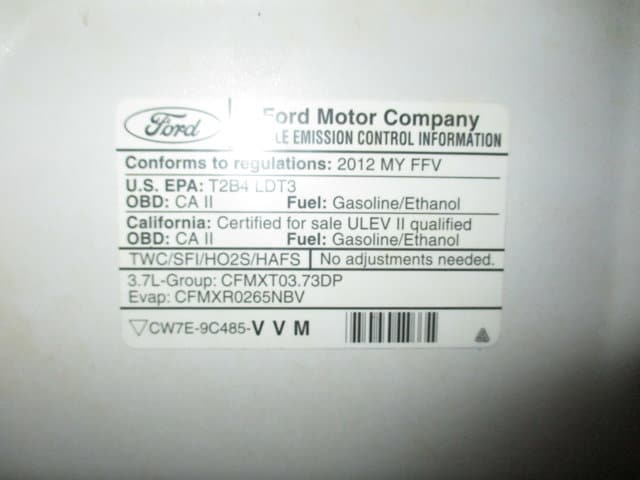 Ford
Ford Motor Company
LE EMISSION CONTROL INFORMATION
Conforms to regulations: 2012 MY FFV
U.S. EPA: T2B4 LDT3
OBD: CA II Fuel: Gasoline/Ethanol
California: Certified for sale ULEV II qualified
OBD: CA II Fuel: Gasoline/Ethanol
TWC/SFI/HO2S/HAFS No adjustments needed.
3.7L-Group: CFMXT03.73DP
Evap: CFMXR0265NBV
▽CW7E-9C485-V V M